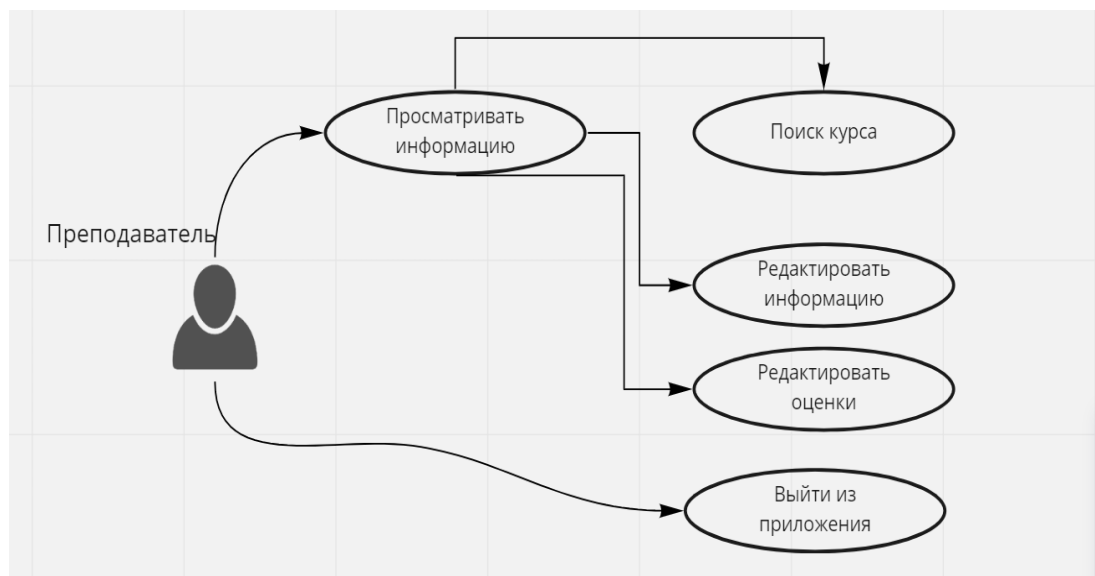 Просматривать
информацию
Поиск курса
Преподаватель
Редактировать
информацию
Редактировать
оценки
Выйти из
приложения